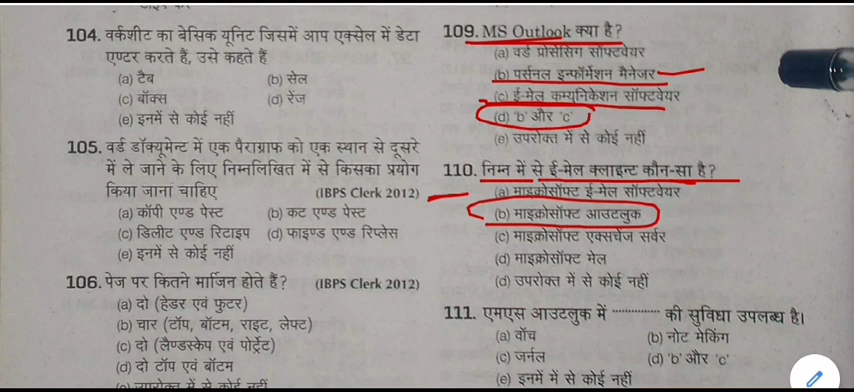 104. वर्कशीट का बेसिक यूनिट जिसमें आप एक्सेल में डेटा
एण्टर करते हैं, उसे कहते हैं
(a) टैब (b) सेल
(c) बॉक्स (d) रेंज
(e) इनमें से कोई नहीं
105. वर्ड डॉक्यूमेन्ट में एक पैराग्राफ को एक स्थान से दूसरे
में ले जाने के लिए निम्नलिखित में से किसका प्रयोग
किया जाना चाहिए (IBPS Clerk 2012)
(a) कॉपी एण्ड पेस्ट (b) कट एण्ड पेस्ट
(c) डिलीट एण्ड रिटाइप (d) फाइण्ड एण्ड रिप्लेस
(e) इनमें से कोई नहीं
106. पेज पर कितने मार्जिन होते हैं? (IBPS Clerk 2012)
(a) दो (हेडर एवं फुटर)
(b) चार (टॉप, बॉटम, राइट, लेफ्ट)
(c) दो (लैण्डस्केप एवं पोर्ट्रेट)
(d) दो टॉप एवं बॉटम
109. MS Outlook क्या है?
(a) वर्ड प्रोसेसिंग सॉफ्टवेयर
(b) पर्सनल इन्फॉर्मेशन मैनेजर
(c) ई-मेल कम्युनिकेशन सॉफ्टवेयर
(d) 'b' और 'c'
(e) उपरोक्त में से कोई नहीं
110. निम्न में से ई-मेल क्लाइन्ट कौन-सा है?
(a) माइक्रोसॉफ्ट ई-मेल सॉफ्टवेयर
(b) माइक्रोसॉफ्ट आउटलुक
(c) माइक्रोसॉफ्ट एक्सचेंज सर्वर
(d) माइक्रोसॉफ्ट मेल
(d) उपरोक्त में से कोई नहीं
111. एमएस आउटलुक में ............ की सुविधा उपलब्ध है।
(a) वॉच (b) नोट मेकिंग
(c) जर्नल (d) 'b' और 'c'
(e) इनमें में से कोई नहीं